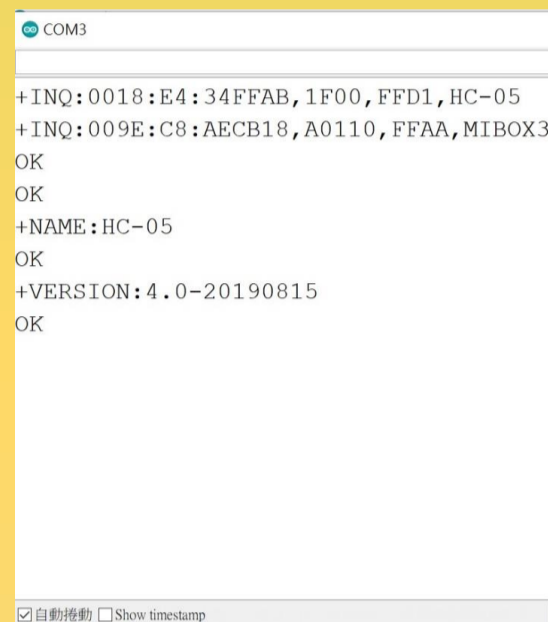 COM3
+INQ:0018:E4:34FFAB,1F00,FFD1,HC-05
+INQ:009E:C8:AECB18,A0110,FFAA,MIBOX3
OK
OK
+NAME:HC-05
OK
+VERSION:4.0-20190815
OK
自動捲動 Show timestamp